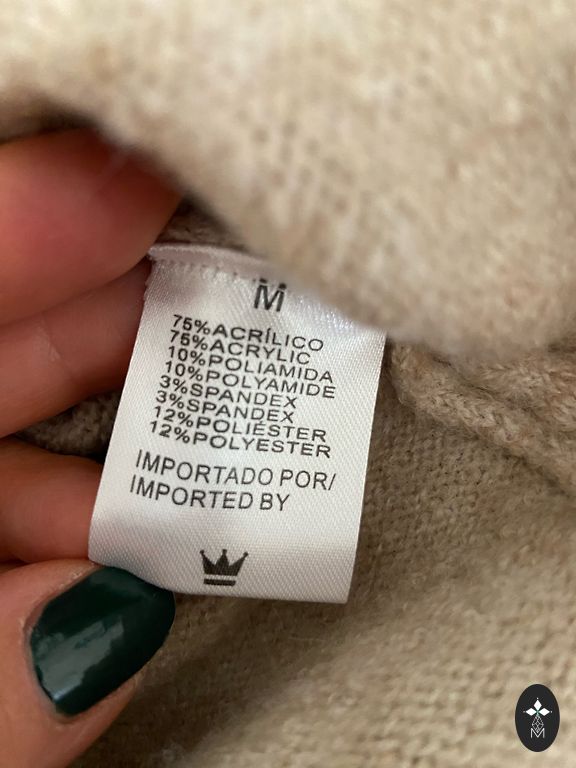 M
75%ACRÍLICO
75%ACRYLIC
10%POLIAMIDA
10%POLYAMIDE
3%SPANDEX
3%SPANDEX
12%POLIÉSTER
12%POLYESTER
IMPORTADO POR/
IMPORTED BY
M